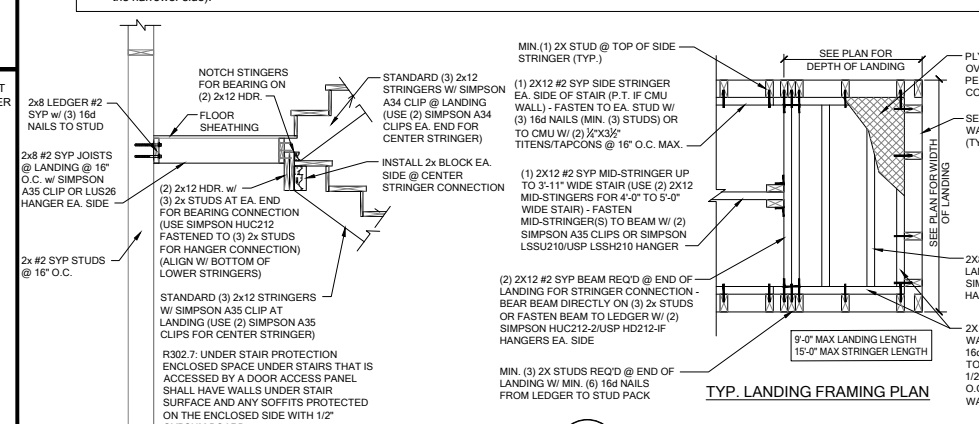 the narrower side).
2x8 LEDGER #2
SYP w/ (3) 16d
NAILS TO STUD
2x8 #2 SYP JOISTS
@ LANDING @ 16"
O.C. w/ SIMPSON
A35 CLIP OR LUS26
HANGER EA. SIDE
2x #2 SYP STUDS
@ 16" O.C.
NOTCH STINGERS
FOR BEARING ON
(2) 2x12 HDR.
FLOOR
SHEATHING
(2) 2x12 HDR. w/
(3) 2x STUDS AT EA. END
FOR BEARING CONNECTION
(USE SIMPSON HUC212
FASTENED TO (3) 2x STUDS
FOR HANGER CONNECTION)
(ALIGN W/ BOTTOM OF
LOWER STRINGERS)
STANDARD (3) 2x12 STRINGERS
W/ SIMPSON A35 CLIP AT
LANDING (USE (2) SIMPSON A35
CLIPS FOR CENTER STRINGER)
R302.7: UNDER STAIR PROTECTION
ENCLOSED SPACE UNDER STAIRS THAT IS
ACCESSED BY A DOOR ACCESS PANEL
SHALL HAVE WALLS UNDER STAIR
SURFACE AND ANY SOFFITS PROTECTED
ON THE ENCLOSED SIDE WITH 1/2"
STANDARD (3) 2x12
STRINGERS W/ SIMPSON
A34 CLIP @ LANDING
(USE (2) SIMPSON A34
CLIPS EA. END FOR
CENTER STRINGER)
INSTALL 2x BLOCK EA.
SIDE @ CENTER
STRINGER CONNECTION
MIN.(1) 2X STUD @ TOP OF SIDE
STRINGER (TYP.)
(1) 2X12 #2 SYP SIDE STRINGER
EA. SIDE OF STAIR (P.T. IF CMU
WALL) - FASTEN TO EA. STUD W/
(3) 16d NAILS (MIN. (3) STUDS) OR
TO CMU W/ (2) ¼"X3½"
TITENS/TAPCONS @ 16" O.C. MAX.
(1) 2X12 #2 SYP MID-STRINGER UP
TO 3'-11" WIDE STAIR (USE (2) 2X12
MID-STINGERS FOR 4'-0" TO 5'-0"
WIDE STAIR) - FASTEN
MID-STRINGER(S) TO BEAM W/ (2)
SIMPSON A35 CLIPS OR SIMPSON
LSSU210/USP LSSH210 HANGER
(2) 2X12 #2 SYP BEAM REQ'D @ END OF
LANDING FOR STRINGER CONNECTION -
BEAR BEAM DIRECTLY ON (3) 2x STUDS
OR FASTEN BEAM TO LEDGER W/ (2)
SIMPSON HUC212-2/USP HD212-IF
HANGERS EA. SIDE
MIN. (3) 2X STUDS REQ'D @ END OF
LANDING W/ MIN. (6) 16d NAILS
FROM LEDGER TO STUD PACK
SEE PLAN FOR
DEPTH OF LANDING
SEE PLAN FOR WIDTH
OF LANDING
9'-0" MAX LANDING LENGTH
15'-0" MAX STRINGER LENGTH
TYP. LANDING FRAMING PLAN